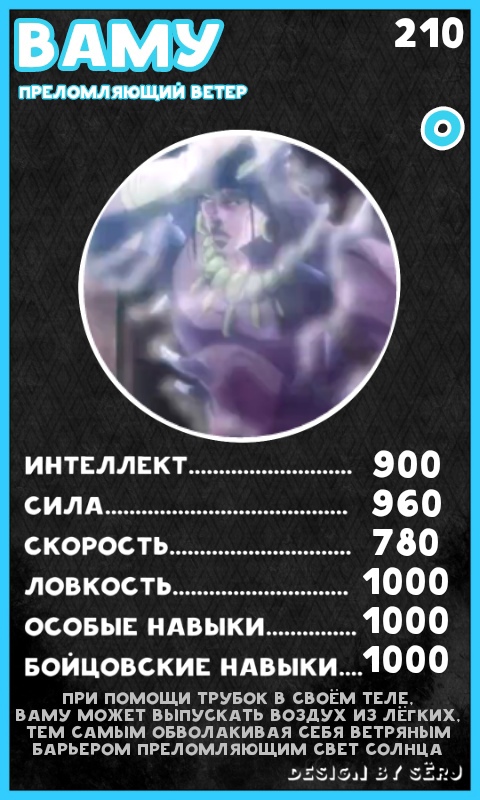 ВАМУ
210
ПРЕЛОМЛЯЮЩИЙ ВЕТЕР
ИНТЕЛЛЕКТ.............................. 900
СИЛА............................................. 960
СКОРОСТЬ................................. 780
ЛОВКОСТЬ................................ 1000
ОСОБЫЕ НАВЫКИ................ 1000
БОЙЦОВСКИЕ НАВЫКИ.... 1000
ПРИ ПОМОЩИ ТРУБОК В СВОЁМ ТЕЛЕ,
ВАМУ МОЖЕТ ВЫПУСКАТЬ ВОЗДУХ ИЗ ЛЁГКИХ,
ТЕМ САМЫМ ОБВОЛАКИВАЯ СЕБЯ ВЕТРЯНЫМ
БАРЬЕРОМ ПРЕЛОМЛЯЮЩИМ СВЕТ СОЛНЦА
DESIGN BY SËRJ